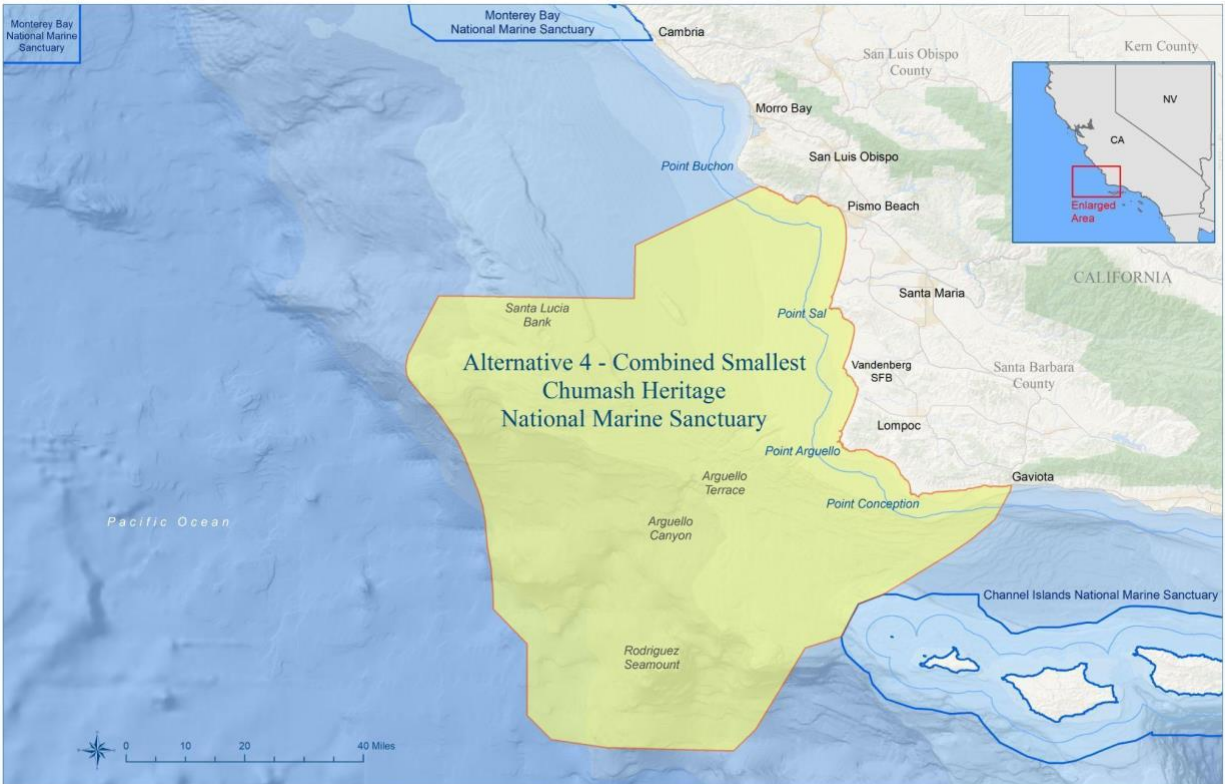 Monterey Bay
National Marine
Sanctuary
Monterey Bay
National Marine Sanctuary
Cambria
San Luis Obispo
County
Kern County
NV
CA
Enlarged
Area
Morro Bay
San Luis Obispo
Point Buchon
Pismo Beach
CALIFORNIA
Santa Maria
Santa Lucia
Bank
Point Sal
Alternative 4 - Combined Smallest
Chumash Heritage
National Marine Sanctuary
Vandenberg
SFB
Santa Barbara
County
Lompoc
Point Arguello
Arguello
Terrace
Gaviota
Point Conception
Pacific Ocean
Arguello
Canyon
Channel Islands National Marine Sanctuary
Rodriguez
Seamount
0 10 20 40 Miles